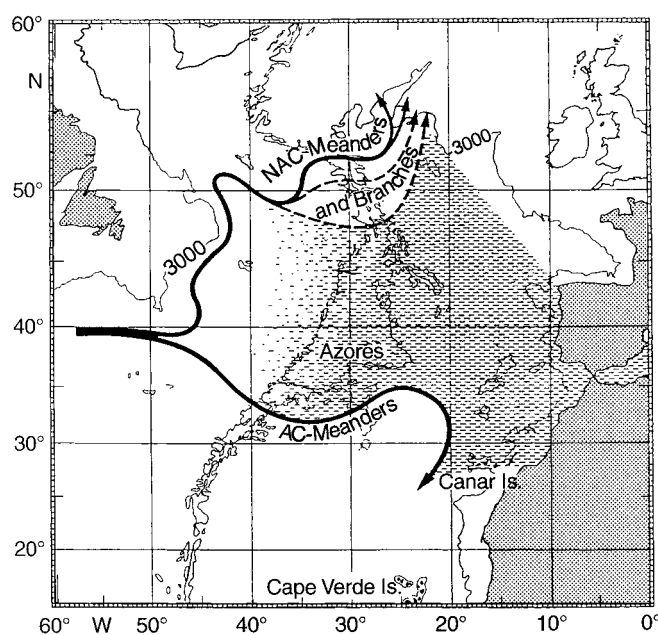 60°
N
NAC-Meanders
and Branches
3000
50°
3000
40°
Azores
30°
AC-Meanders
Canar Is.
20°
Cape Verde Is.
60° W 50° 40° 30° 20° 10° 0°